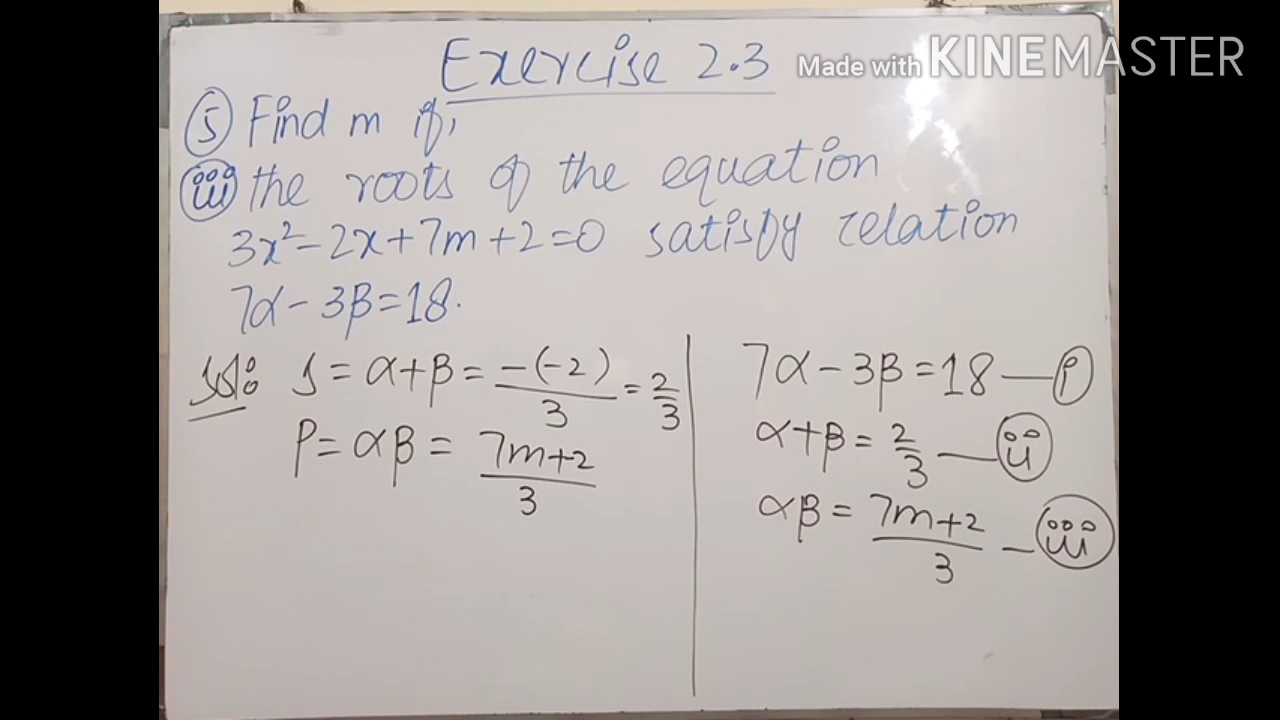 Exercise 2.3
Made with KINEMASTER
(5) Find m if,
(iii) the roots of the equation
3x² - 2x + 7m + 2 = 0 satisfy relation
7α - 3β = 18.
Sol: S = α + β = -(-2)/3 = 2/3
P = αβ = (7m+2)/3
7α - 3β = 18 — (i)
α + β = 2/3 — (ii)
αβ = (7m+2)/3 — (iii)